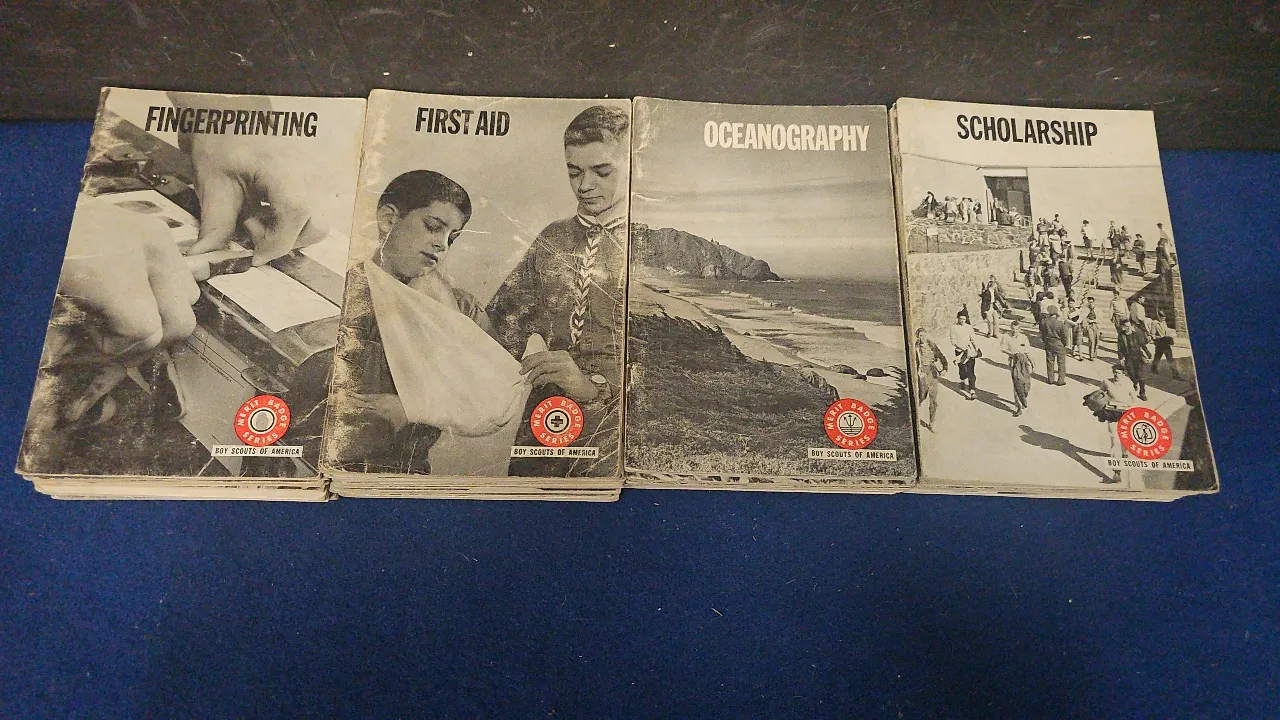 FINGERPRINTING
MERIT BADGE SERIES
BOY SCOUTS OF AMERICA
FIRST AID
MERIT BADGE SERIES
BOY SCOUTS OF AMERICA
OCEANOGRAPHY
MERIT BADGE SERIES
BOY SCOUTS OF AMERICA
SCHOLARSHIP
MERIT BADGE SERIES
BOY SCOUTS OF AMERICA